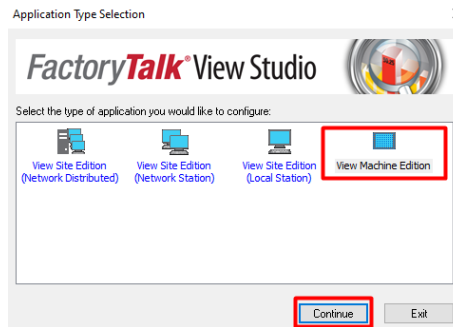 Application Type Selection
FactoryTalk® View Studio
Select the type of application you would like to configure:
View Site Edition
(Network Distributed)
View Site Edition
(Network Station)
View Site Edition
(Local Station)
View Machine Edition
Continue
Exit